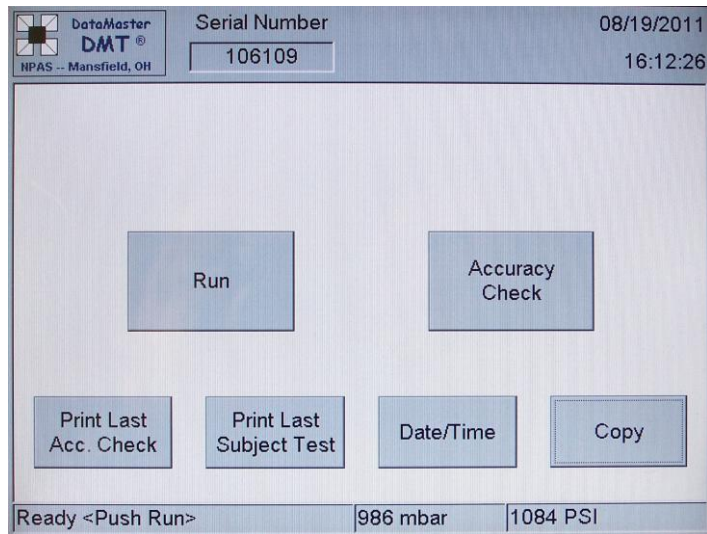 DataMaster
DMT ®
NPAS -- Mansfield, OH
Serial Number
106109
08/19/2011
16:12:26
Run
Accuracy
Check
Print Last
Acc. Check
Print Last
Subject Test
Date/Time
Copy
Ready <Push Run>
986 mbar
1084 PSI